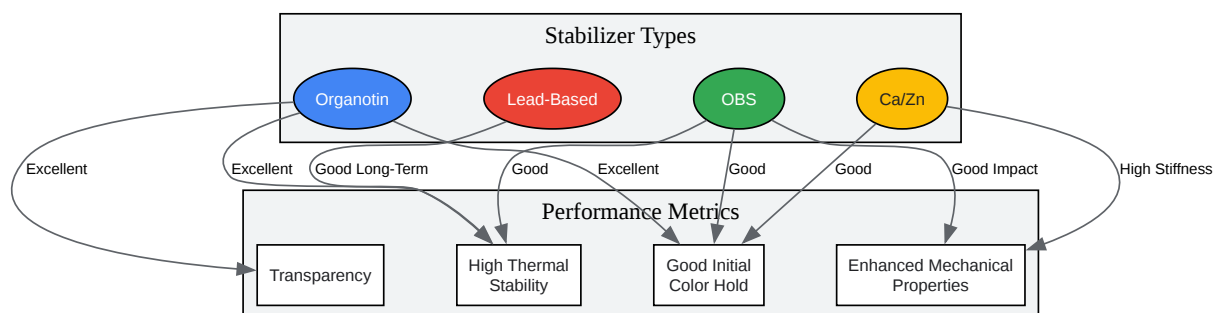 Stabilizer Types
Organotin
Lead-Based
OBS
Ca/Zn
Excellent
Excellent
Good Long-Term
Good
Excellent
Good
Good
Good Impact
High Stiffness
Performance Metrics
Transparency
High Thermal
Stability
Good Initial
Color Hold
Enhanced Mechanical
Properties